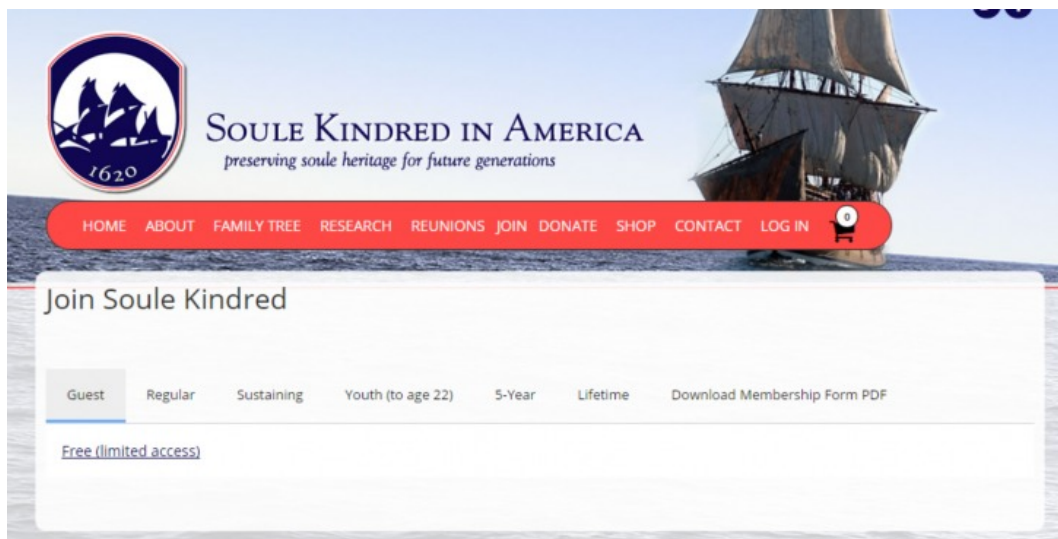 1620
SOULE KINDRED IN AMERICA
preserving soule heritage for future generations
HOME ABOUT FAMILY TREE RESEARCH REUNIONS JOIN DONATE SHOP CONTACT LOG IN 0
Join Soule Kindred
Guest Regular Sustaining Youth (to age 22) 5-Year Lifetime Download Membership Form PDF
Free (limited access)